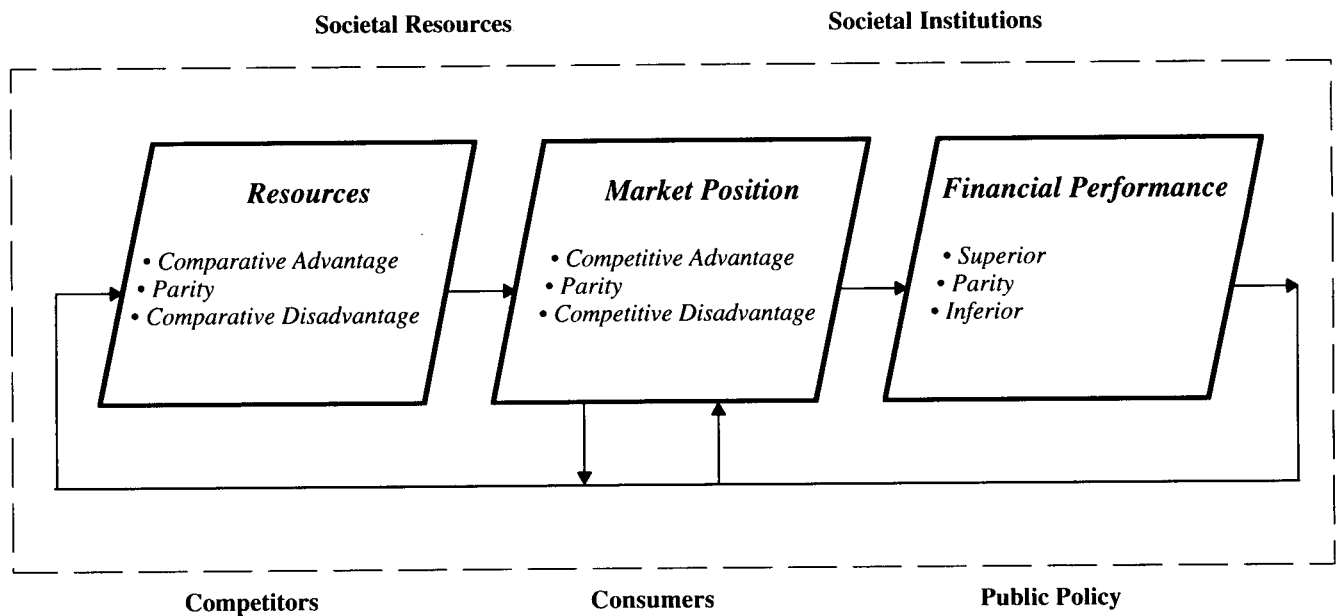 Societal Resources
Societal Institutions
Resources
• Comparative Advantage
• Parity
• Comparative Disadvantage
Market Position
• Competitive Advantage
• Parity
• Competitive Disadvantage
Financial Performance
• Superior
• Parity
• Inferior
Competitors
Consumers
Public Policy